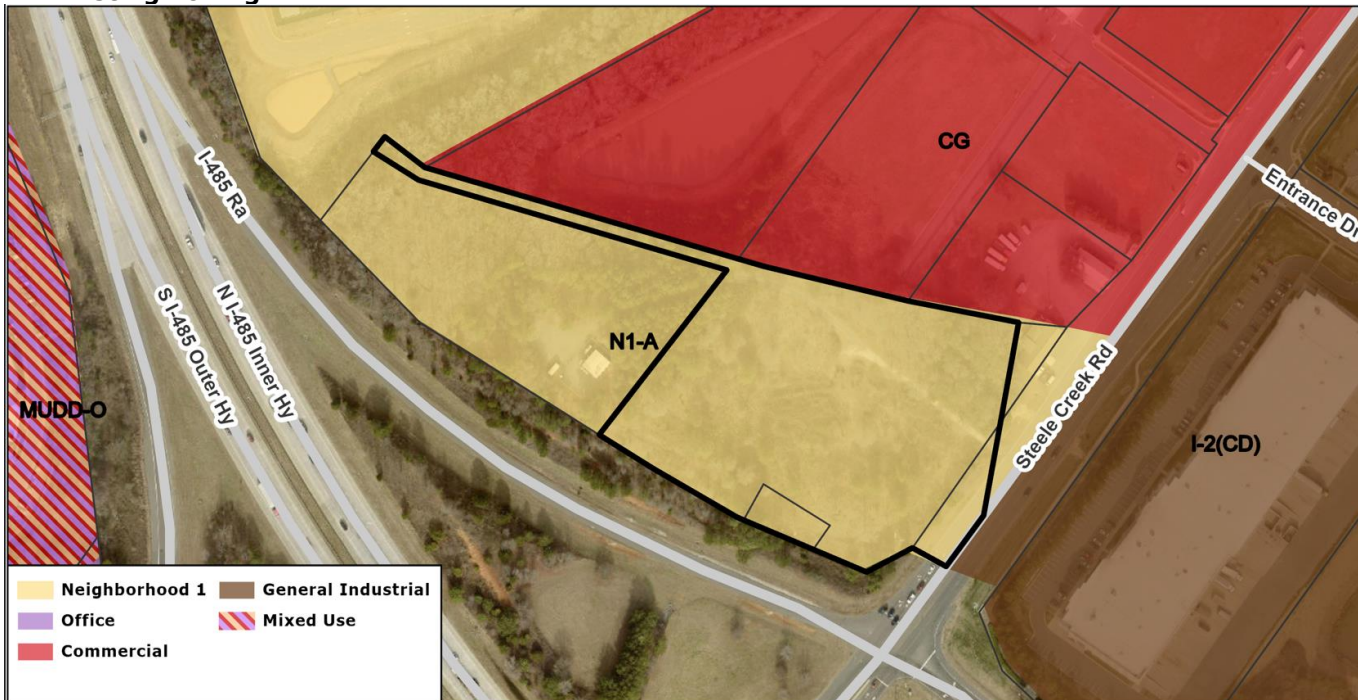 CG
Entrance Dr
I-485 Ra
N I-485 Inner Hy
S I-485 Outer Hy
N1-A
MUDD-O
Steele Creek Rd
I-2(CD)
Neighborhood 1
General Industrial
Office
Mixed Use
Commercial